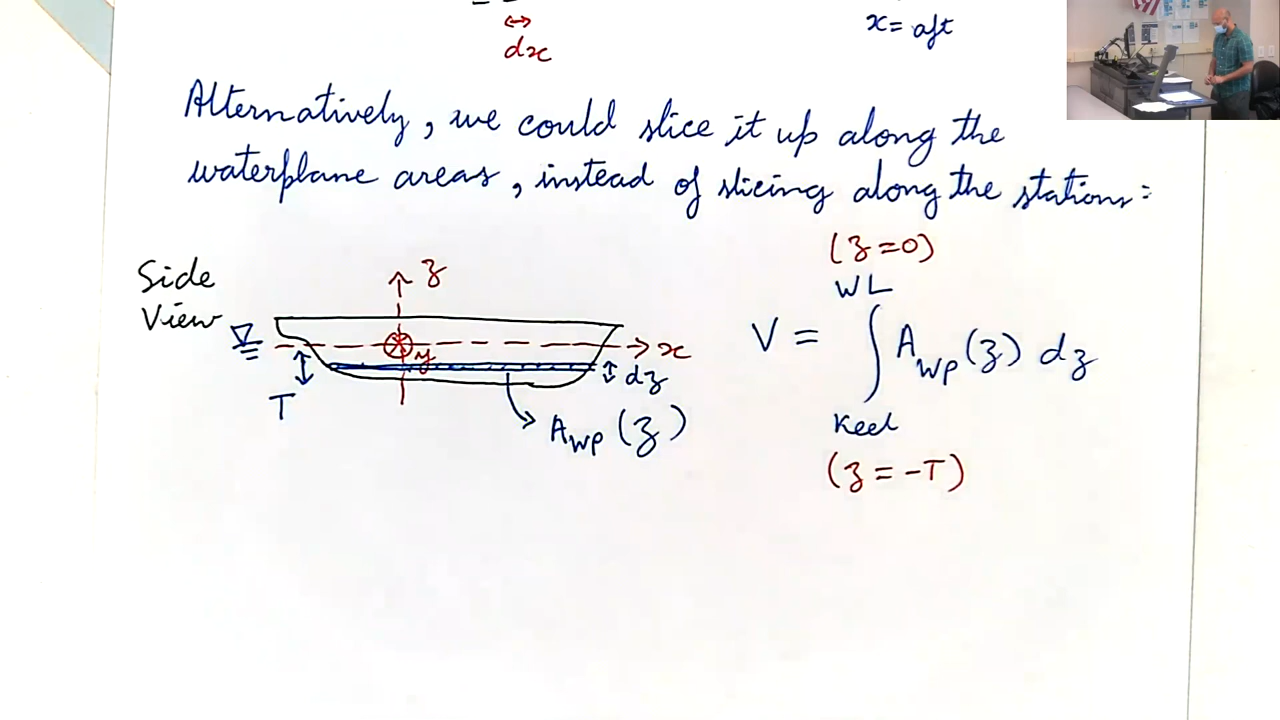 dx
x = aft
Alternatively, we could slice it up along the
waterplane areas, instead of slicing along the stations:
Side
View
z
x
y
T
dz
A_WP (z)
(z = 0)
WL
V = ∫ A_WP (z) dz
Keel
(z = -T)